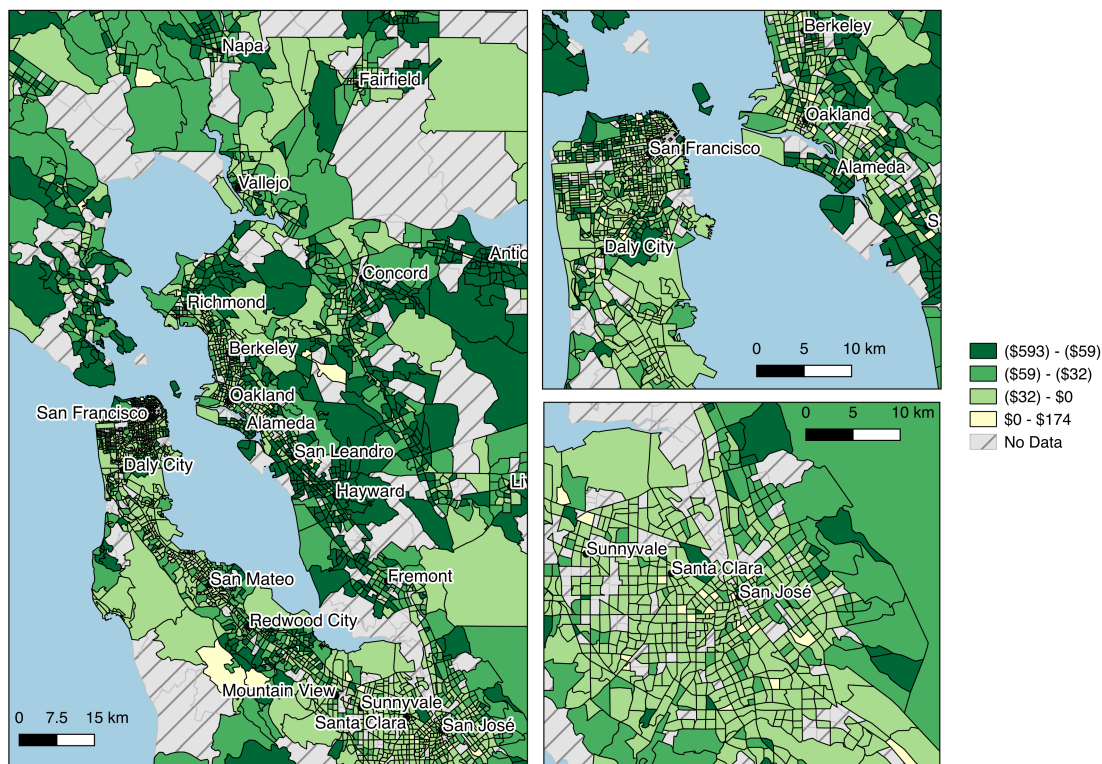 Napa
Fairfield
Vallejo
Antio
Concord
Richmond
Berkeley
Oakland
San Francisco
Alameda
San Leandro
Daly City
Liv
Hayward
Fremont
San Mateo
Redwood City
Mountain View
Sunnyvale
Santa Clara
San José
0 7.5 15 km
Berkeley
Oakland
San Francisco
Alameda
S
Daly City
0 5 10 km
0 5 10 km
Sunnyvale
Santa Clara
San José
($593) - ($59)
($59) - ($32)
($32) - $0
$0 - $174
No Data